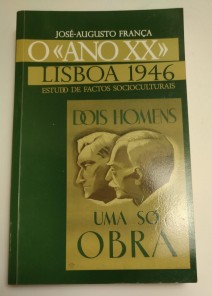 JOSÉ-AUGUSTO FRANÇA
O «ANO XX»
LISBOA 1946
ESTUDO DE FACTOS SOCIOCULTURAIS
DOIS HOMENS
UMA SÓ
OBRA